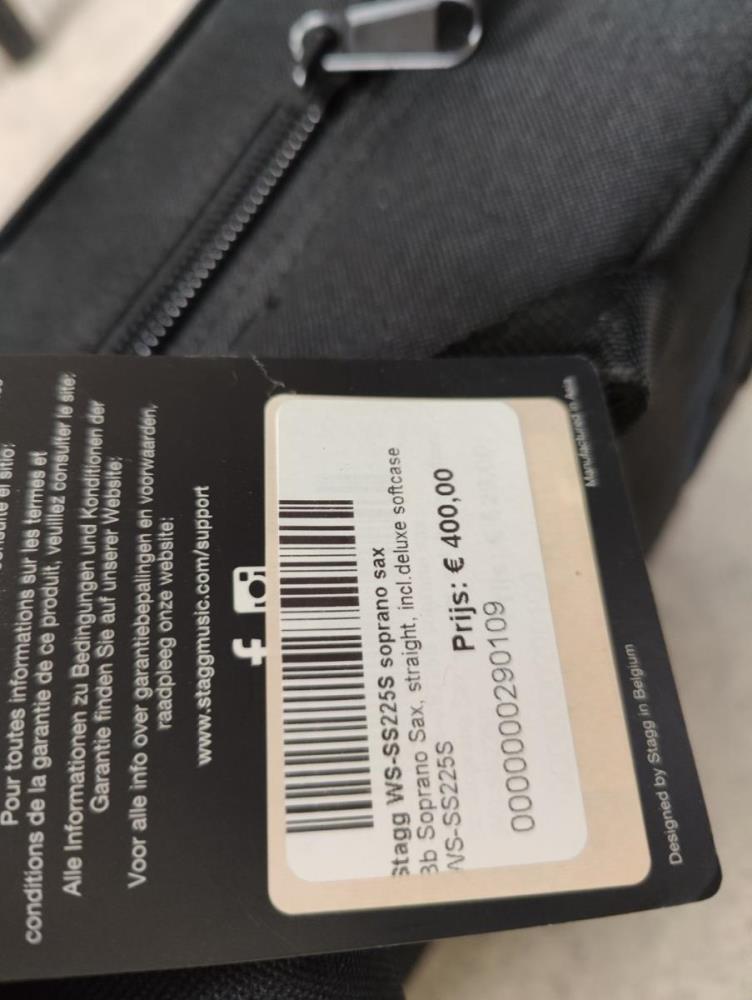 sitio:
Pour toutes informations sur les termes et
conditions de la garantie de ce produit, veuillez consulter le site:
Alle Informationen zu Bedingungen und Konditionen der
Garantie finden Sie auf unserer Website:
Voor alle info over garantiebepalingen en voorwaarden,
raadpleeg onze website:
www.staggmusic.com/support
f
Stagg WS-SS225S soprano sax
Bb Soprano Sax, straight, incl.deluxe softcase
WS-SS225S
Prijs: € 400,00
0000000290109
Designed by Stagg in Belgium
Manufactured in